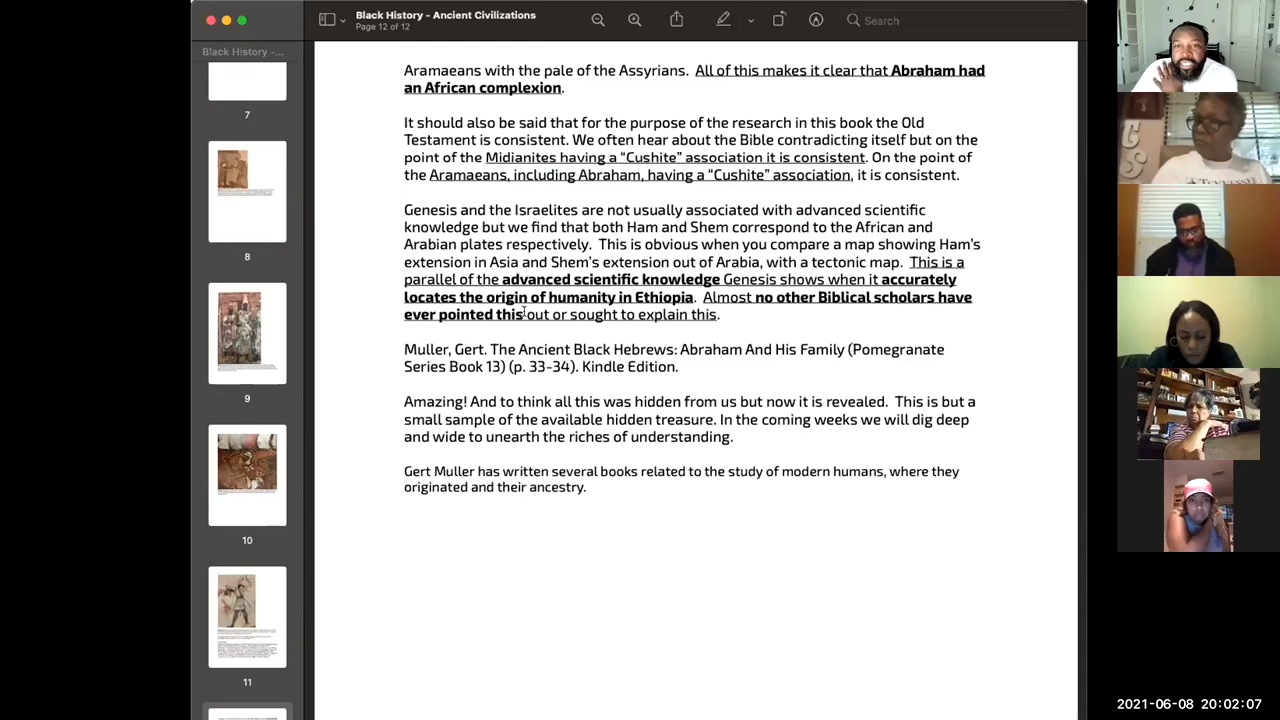 Black History - Ancient Civilizations
Page 12 of 12
Search
Black History -...
7
8
9
10
11
Aramaeans with the pale of the Assyrians. All of this makes it clear that Abraham had
an African complexion.
It should also be said that for the purpose of the research in this book the Old
Testament is consistent. We often hear about the Bible contradicting itself but on the
point of the Midianites having a “Cushite” association it is consistent. On the point of
the Aramaeans, including Abraham, having a “Cushite” association, it is consistent.
Genesis and the Israelites are not usually associated with advanced scientific
knowledge but we find that both Ham and Shem correspond to the African and
Arabian plates respectively. This is obvious when you compare a map showing Ham’s
extension in Asia and Shem’s extension out of Arabia, with a tectonic map. This is a
parallel of the advanced scientific knowledge Genesis shows when it accurately
locates the origin of humanity in Ethiopia. Almost no other Biblical scholars have
ever pointed this out or sought to explain this.
Muller, Gert. The Ancient Black Hebrews: Abraham And His Family (Pomegranate
Series Book 13) (p. 33-34). Kindle Edition.
Amazing! And to think all this was hidden from us but now it is revealed. This is but a
small sample of the available hidden treasure. In the coming weeks we will dig deep
and wide to unearth the riches of understanding.
Gert Muller has written several books related to the study of modern humans, where they
originated and their ancestry.
2021-06-08 20:02:07